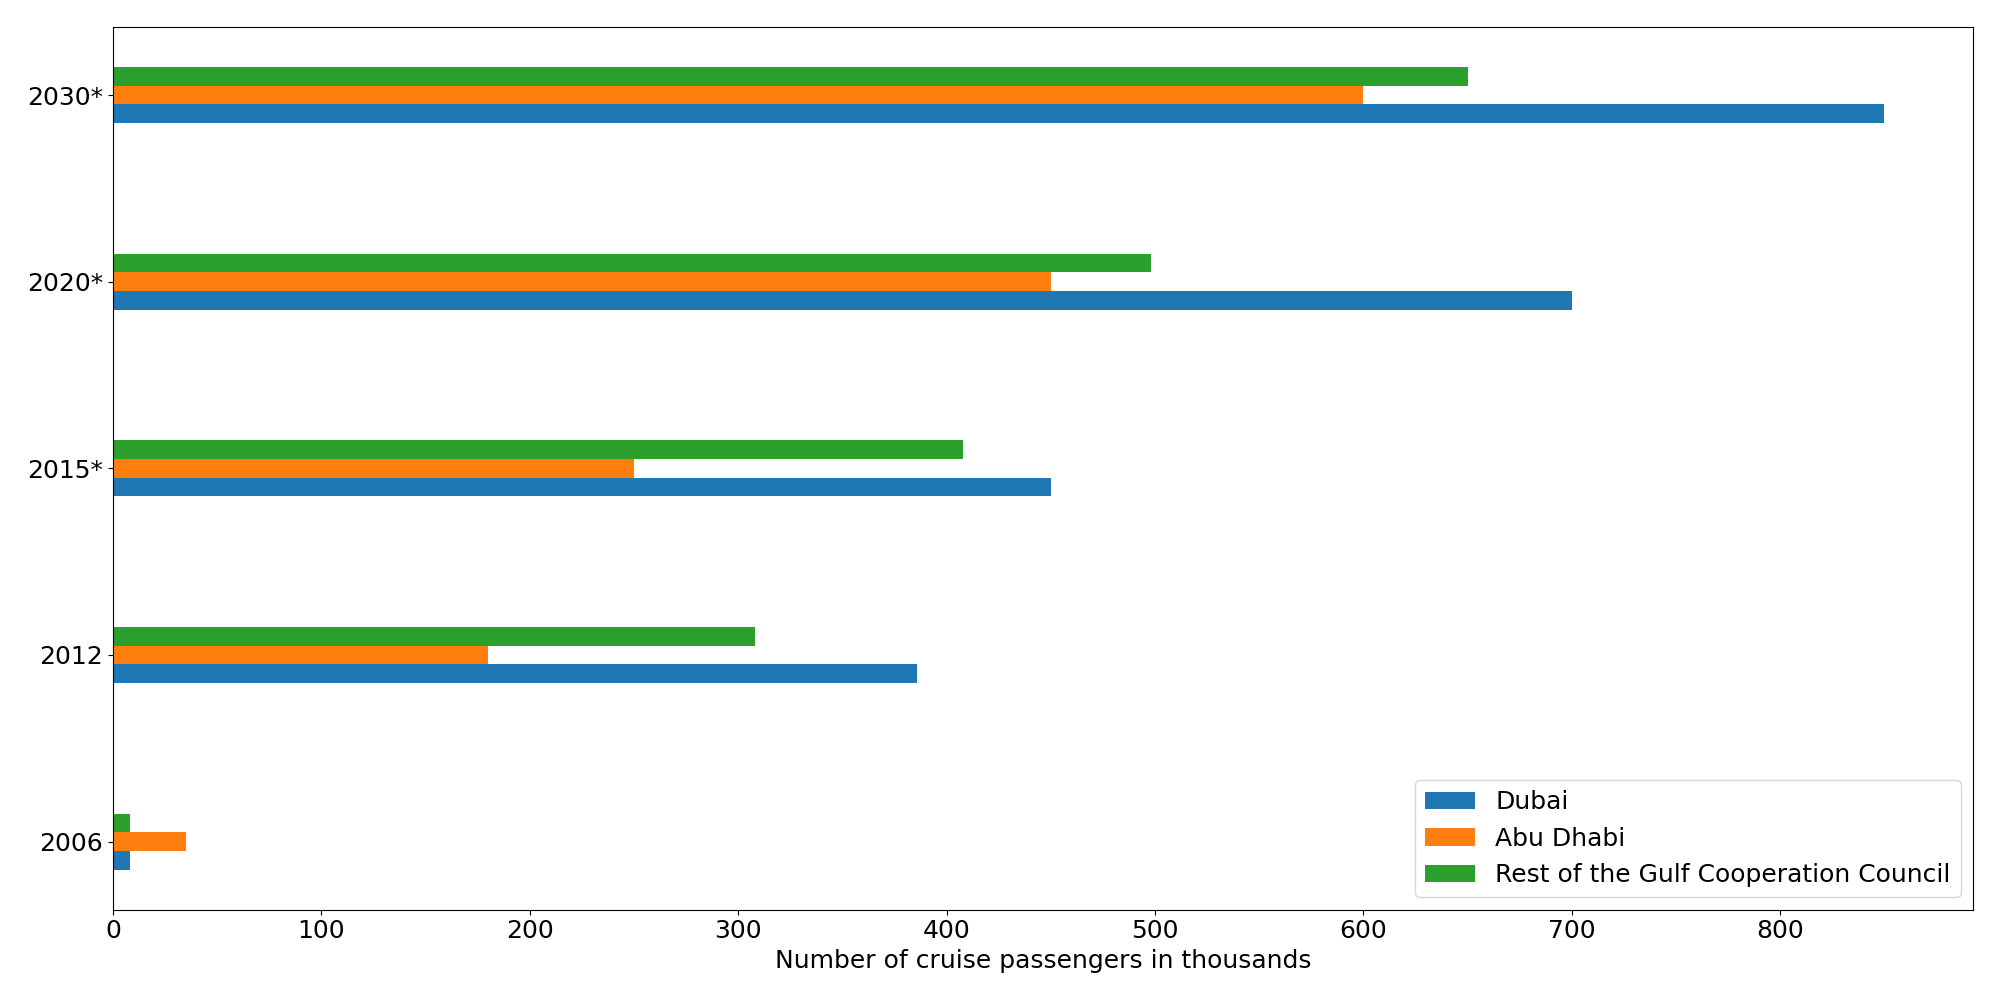 2030*
2020*
2015*
2012
2006
0 100 200 300 400 500 600 700 800
Number of cruise passengers in thousands
Dubai
Abu Dhabi
Rest of the Gulf Cooperation Council